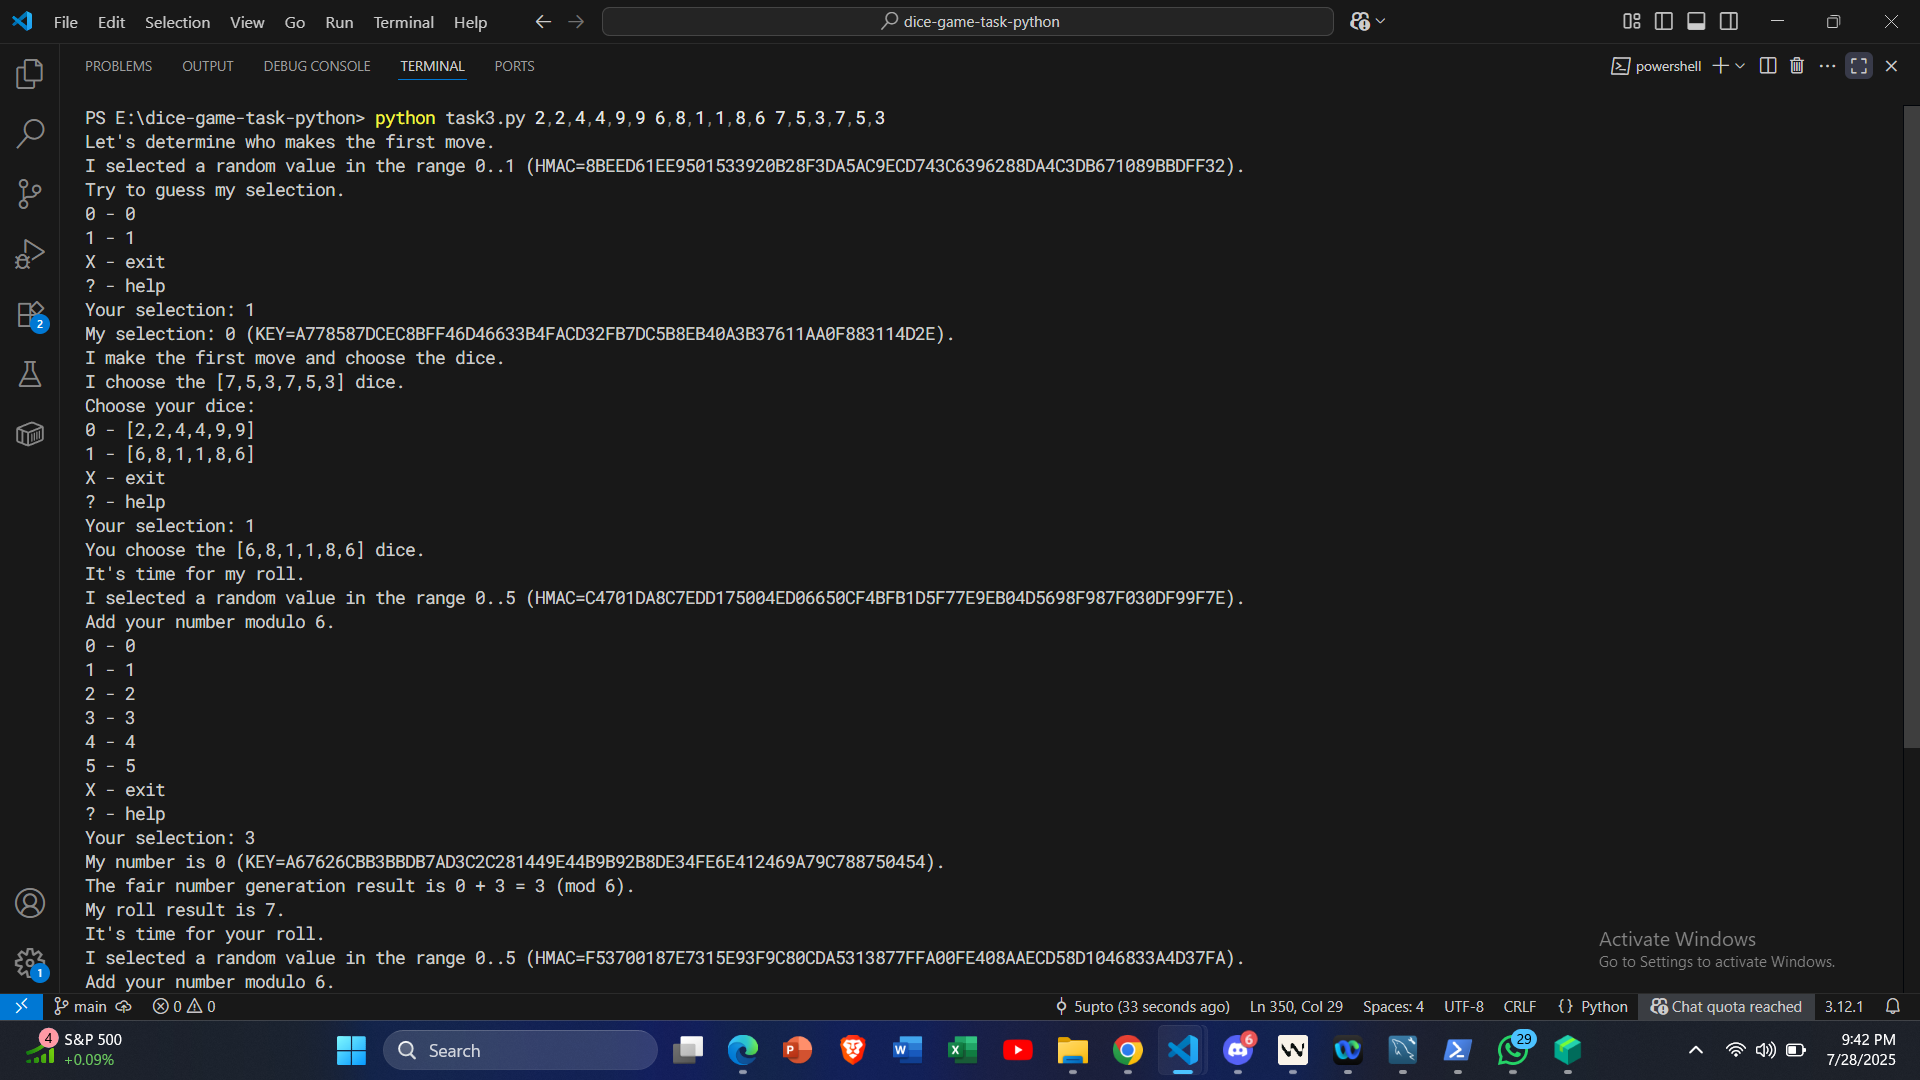 File Edit Selection View Go Run Terminal Help
dice-game-task-python
PROBLEMS OUTPUT DEBUG CONSOLE TERMINAL PORTS
powershell
PS E:\dice-game-task-python> python task3.py 2,2,4,4,9,9 6,8,1,1,8,6 7,5,3,7,5,3
Let's determine who makes the first move.
I selected a random value in the range 0..1 (HMAC=8BEED61EE9501533920B28F3DA5AC9ECD743C6396288DA4C3DB671089BBDFF32).
Try to guess my selection.
0 - 0
1 - 1
X - exit
? - help
Your selection: 1
My selection: 0 (KEY=A778587DCEC8BFF46D46633B4FACD32FB7DC5B8EB40A3B37611AA0F883114D2E).
I make the first move and choose the dice.
I choose the [7,5,3,7,5,3] dice.
Choose your dice:
0 - [2,2,4,4,9,9]
1 - [6,8,1,1,8,6]
X - exit
? - help
Your selection: 1
You choose the [6,8,1,1,8,6] dice.
It's time for my roll.
I selected a random value in the range 0..5 (HMAC=C4701DA8C7EDD175004ED06650CF4BFB1D5F77E9EB04D5698F987F030DF99F7E).
Add your number modulo 6.
0 - 0
1 - 1
2 - 2
3 - 3
4 - 4
5 - 5
X - exit
? - help
Your selection: 3
My number is 0 (KEY=A67626CBB3BBDB7AD3C2C281449E44B9B92B8DE34FE6E412469A79C788750454).
The fair number generation result is 0 + 3 = 3 (mod 6).
My roll result is 7.
It's time for your roll.
I selected a random value in the range 0..5 (HMAC=F53700187E7315E93F9C80CDA5313877FFA00FE408AAECD58D1046833A4D37FA).
Add your number modulo 6.
2
1
Activate Windows
Go to Settings to activate Windows.
main 0 0 5upto (33 seconds ago) Ln 350, Col 29 Spaces: 4 UTF-8 CRLF {} Python Chat quota reached 3.12.1
4 S&P 500
+0.09%
Search
6
29
9:42 PM
7/28/2025